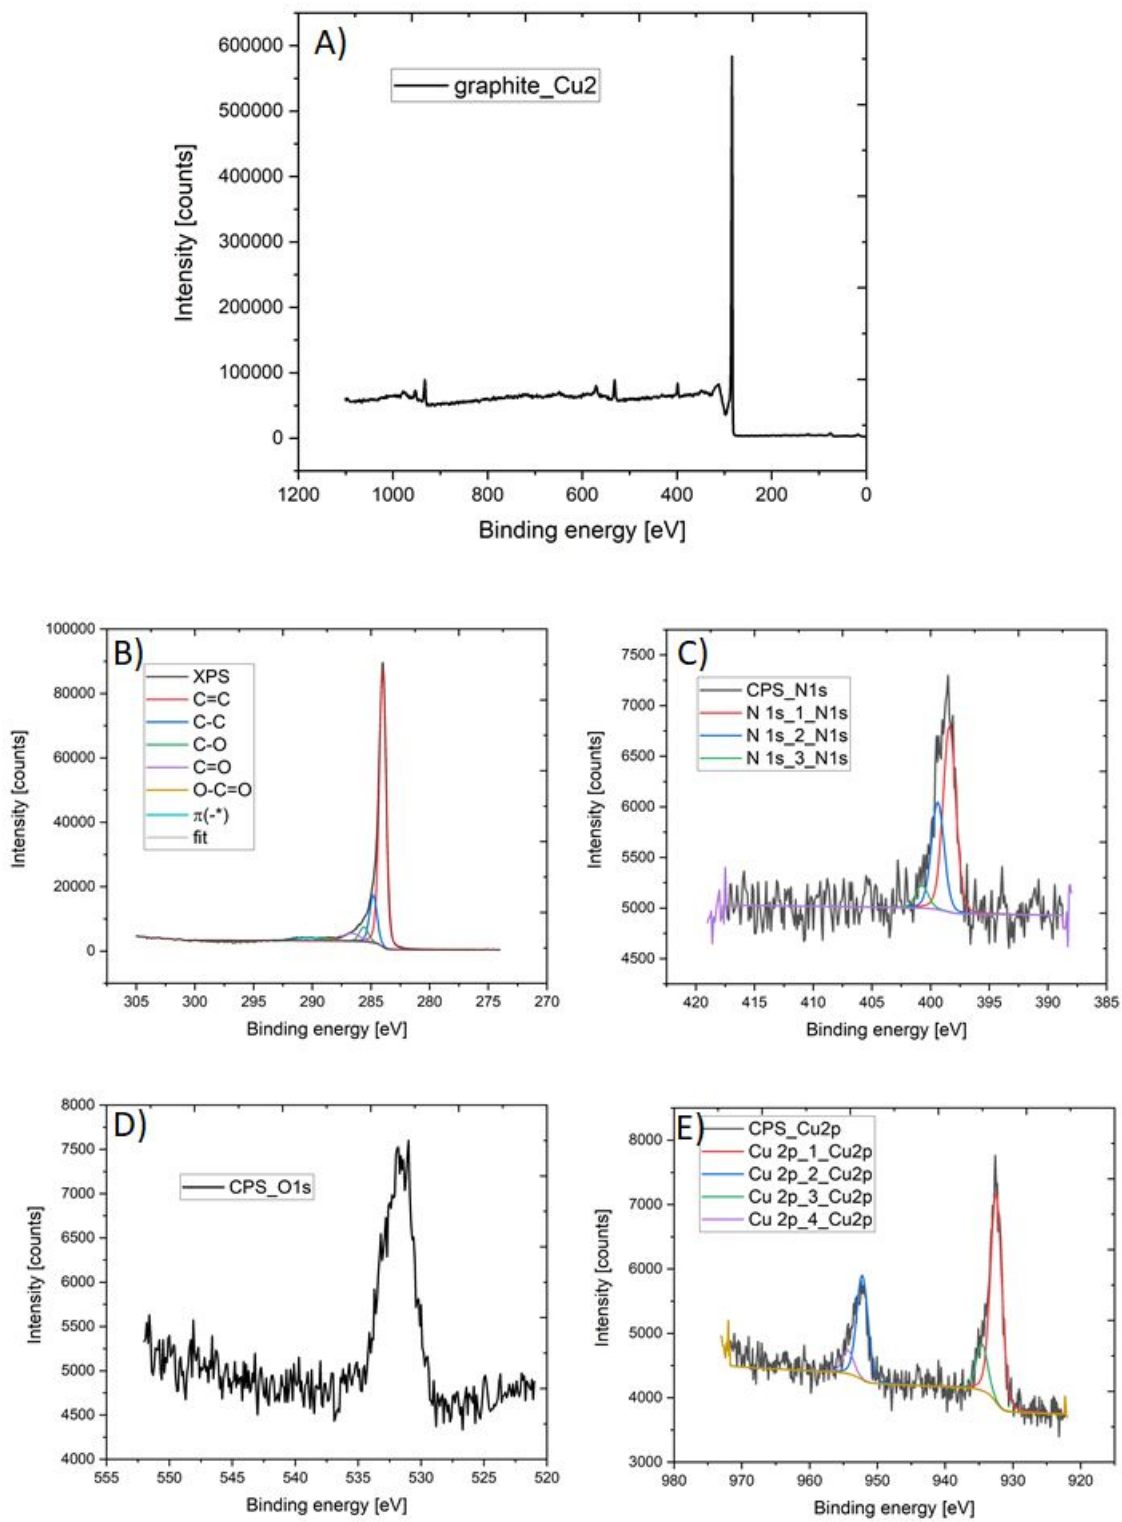 A)
graphite_Cu2
600000
500000
400000
300000
200000
100000
0
Intensity [counts]
1200 1000 800 600 400 200 0
Binding energy [eV]
B)
XPS
C=C
C-C
C-O
C=O
O-C=O
π(-*)
fit
100000
80000
60000
40000
20000
0
Intensity [counts]
305 300 295 290 285 280 275 270
Binding energy [eV]
C)
CPS_N1s
N 1s_1_N1s
N 1s_2_N1s
N 1s_3_N1s
7500
7000
6500
6000
5500
5000
4500
Intensity [counts]
420 415 410 405 400 395 390 385
Binding energy [eV]
D)
CPS_O1s
8000
7500
7000
6500
6000
5500
5000
4500
4000
Intensity [counts]
555 550 545 540 535 530 525 520
Binding energy [eV]
E)
CPS_Cu2p
Cu 2p_1_Cu2p
Cu 2p_2_Cu2p
Cu 2p_3_Cu2p
Cu 2p_4_Cu2p
8000
7000
6000
5000
4000
3000
Intensity [counts]
980 970 960 950 940 930 920
Binding energy [eV]